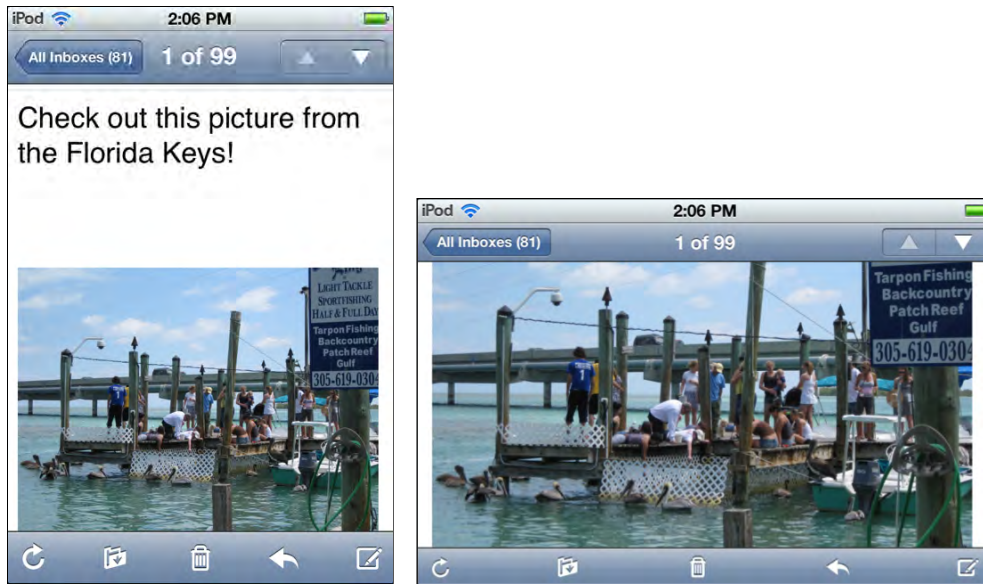 iPod 2:06 PM
All Inboxes (81) 1 of 99
Check out this picture from
the Florida Keys!
LIGHT TACKLE
SPORTFISHING
HALF & FULL DAY
Tarpon Fishing
Backcountry
Patch Reef
Gulf
305-619-0304
iPod 2:06 PM
All Inboxes (81) 1 of 99
Tarpon Fishing
Backcountry
Patch Reef
Gulf
305-619-0304
1